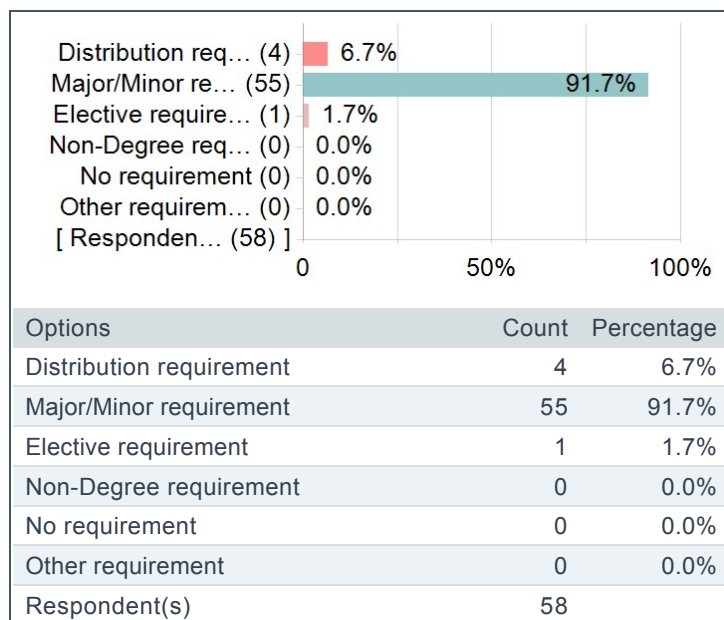 Distribution req… (4) 6.7%
Major/Minor re… (55) 91.7%
Elective require… (1) 1.7%
Non-Degree req… (0) 0.0%
No requirement (0) 0.0%
Other requirem… (0) 0.0%
[ Responden… (58) ]
0 50% 100%
Options Count Percentage
Distribution requirement 4 6.7%
Major/Minor requirement 55 91.7%
Elective requirement 1 1.7%
Non-Degree requirement 0 0.0%
No requirement 0 0.0%
Other requirement 0 0.0%
Respondent(s) 58